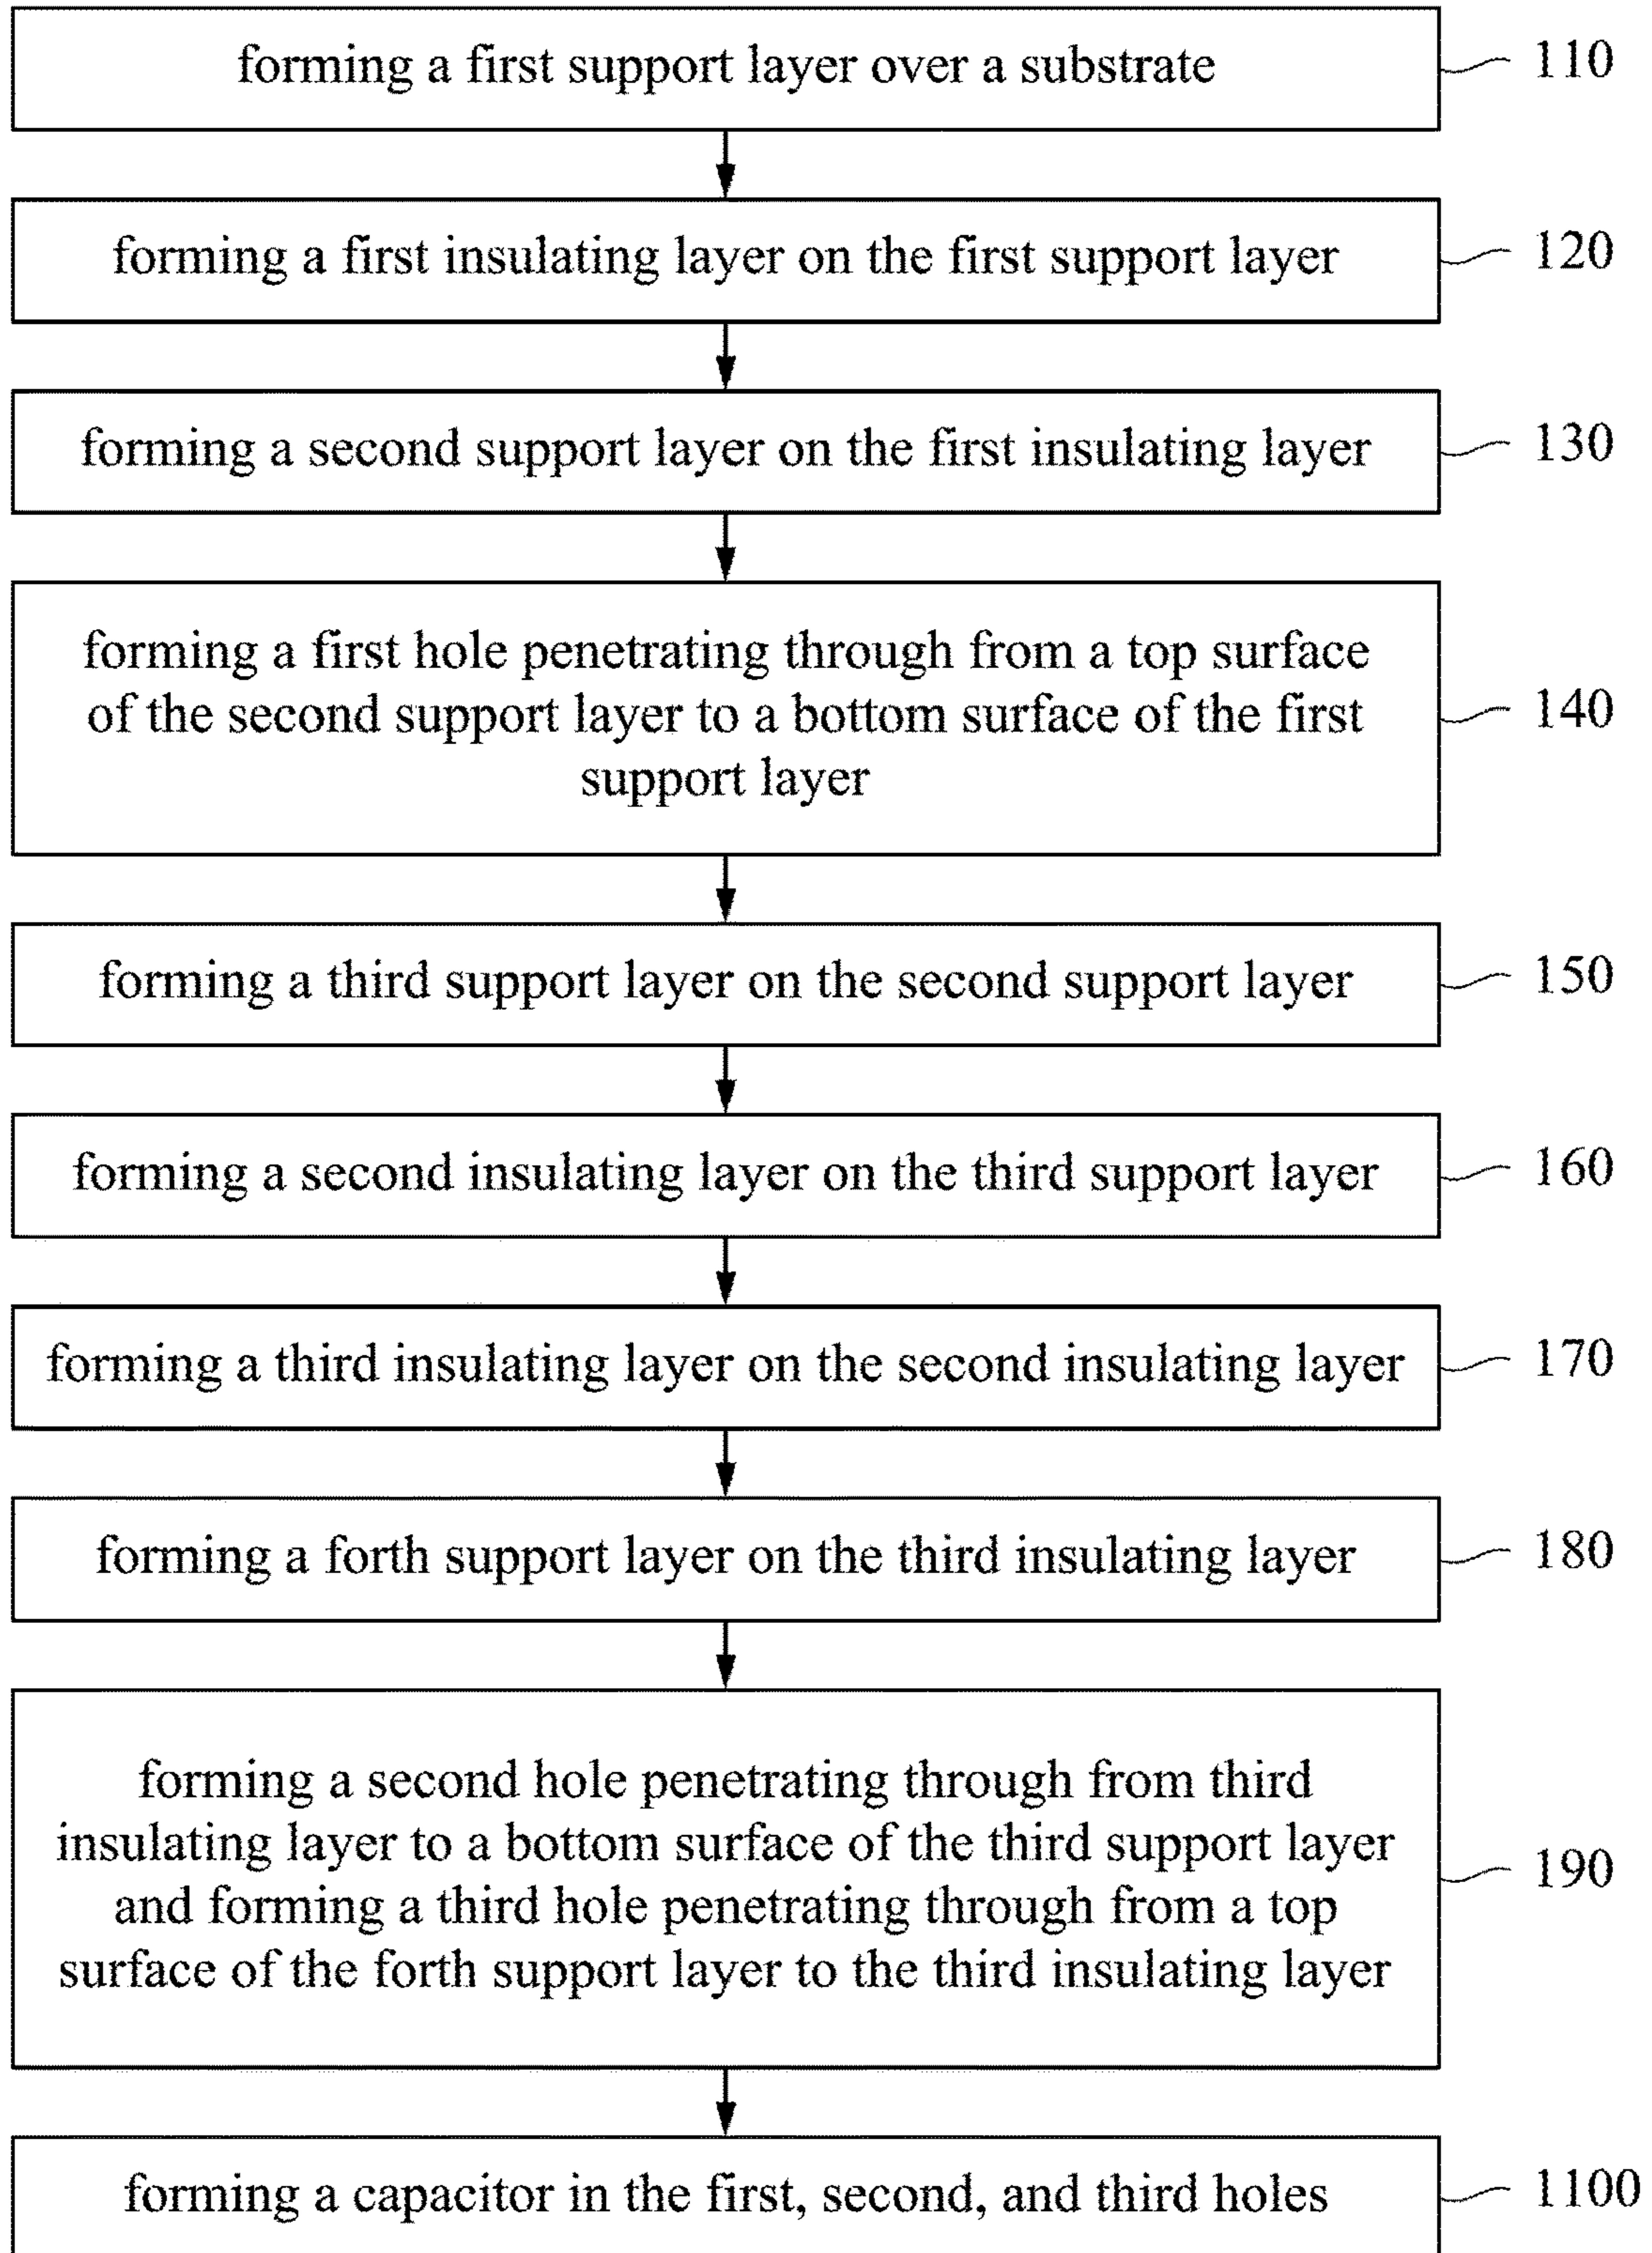 forming a first support layer over a substrate
110
forming a first insulating layer on the first support layer
120
forming a second support layer on the first insulating layer
130
forming a first hole penetrating through from a top surface
of the second support layer to a bottom surface of the first
support layer
140
forming a third support layer on the second support layer
150
forming a second insulating layer on the third support layer
160
forming a third insulating layer on the second insulating layer
170
forming a forth support layer on the third insulating layer
180
forming a second hole penetrating through from third
insulating layer to a bottom surface of the third support layer
and forming a third hole penetrating through from a top
surface of the forth support layer to the third insulating layer
190
forming a capacitor in the first, second, and third holes
1100